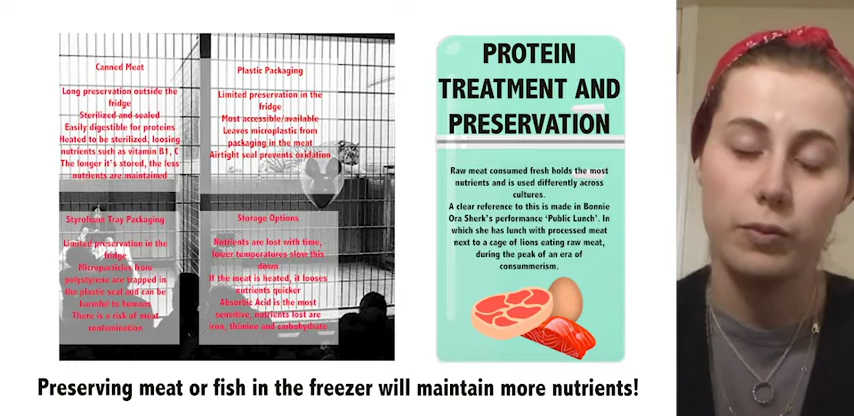 Canned Meat
Long preservation outside the
fridge
Sterilized and sealed
Easily digestible for proteins
Heated to be sterilized, loosing
nutrients such as vitamin B1, C
The longer it's stored, the less
nutrients are maintained
Plastic Packaging
Limited preservation in the
fridge
Most accessible/available
Leaves microplastic from
packaging in the meat
Airtight seal prevents oxidation
Styrofoam Tray Packaging
Limited preservation in the
fridge
Microparticles from
polystyrene are trapped in
the plastic seal and can be
harmful to humans
There is a risk of meat
contamination
Storage Options
Nutrients are lost with time,
lower temperatures slow this
down
If the meat is heated, it looses
nutrients quicker
Absorbic Acid is the most
sensitive, nutrients lost are
iron, thimine and carbohydrate
PROTEIN
TREATMENT AND
PRESERVATION
Raw meat consumed fresh holds the most
nutrients and is used differently across
cultures.
A clear reference to this is made in Bonnie
Ora Sherk's performance 'Public Lunch'. In
which she has lunch with processed meat
next to a cage of lions eating raw meat,
during the peak of an era of
consummerism.
Preserving meat or fish in the freezer will maintain more nutrients!